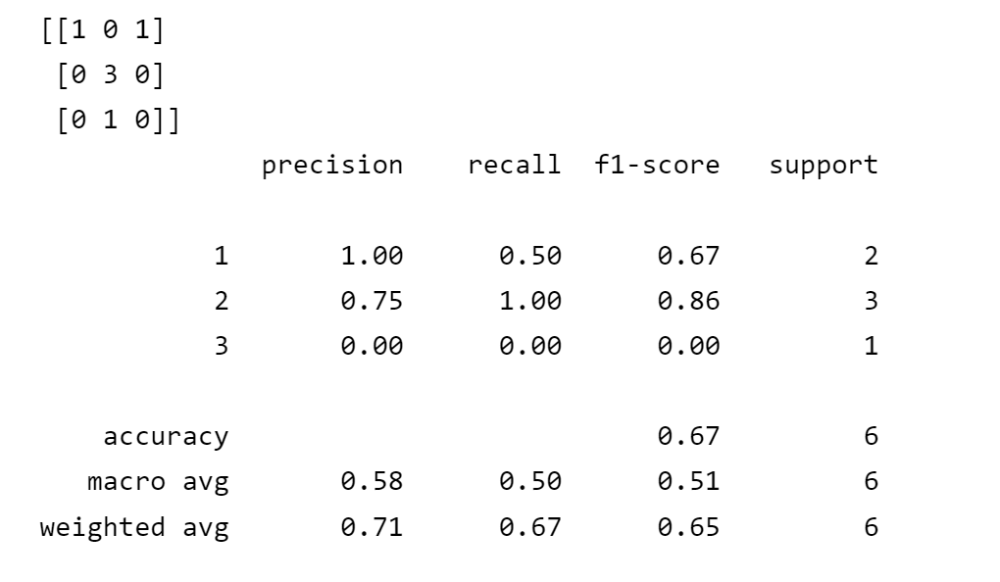 [[1 0 1]
 [0 3 0]
 [0 1 0]]
              precision    recall  f1-score   support

           1       1.00      0.50      0.67         2
           2       0.75      1.00      0.86         3
           3       0.00      0.00      0.00         1

    accuracy                           0.67         6
   macro avg       0.58      0.50      0.51         6
weighted avg       0.71      0.67      0.65         6